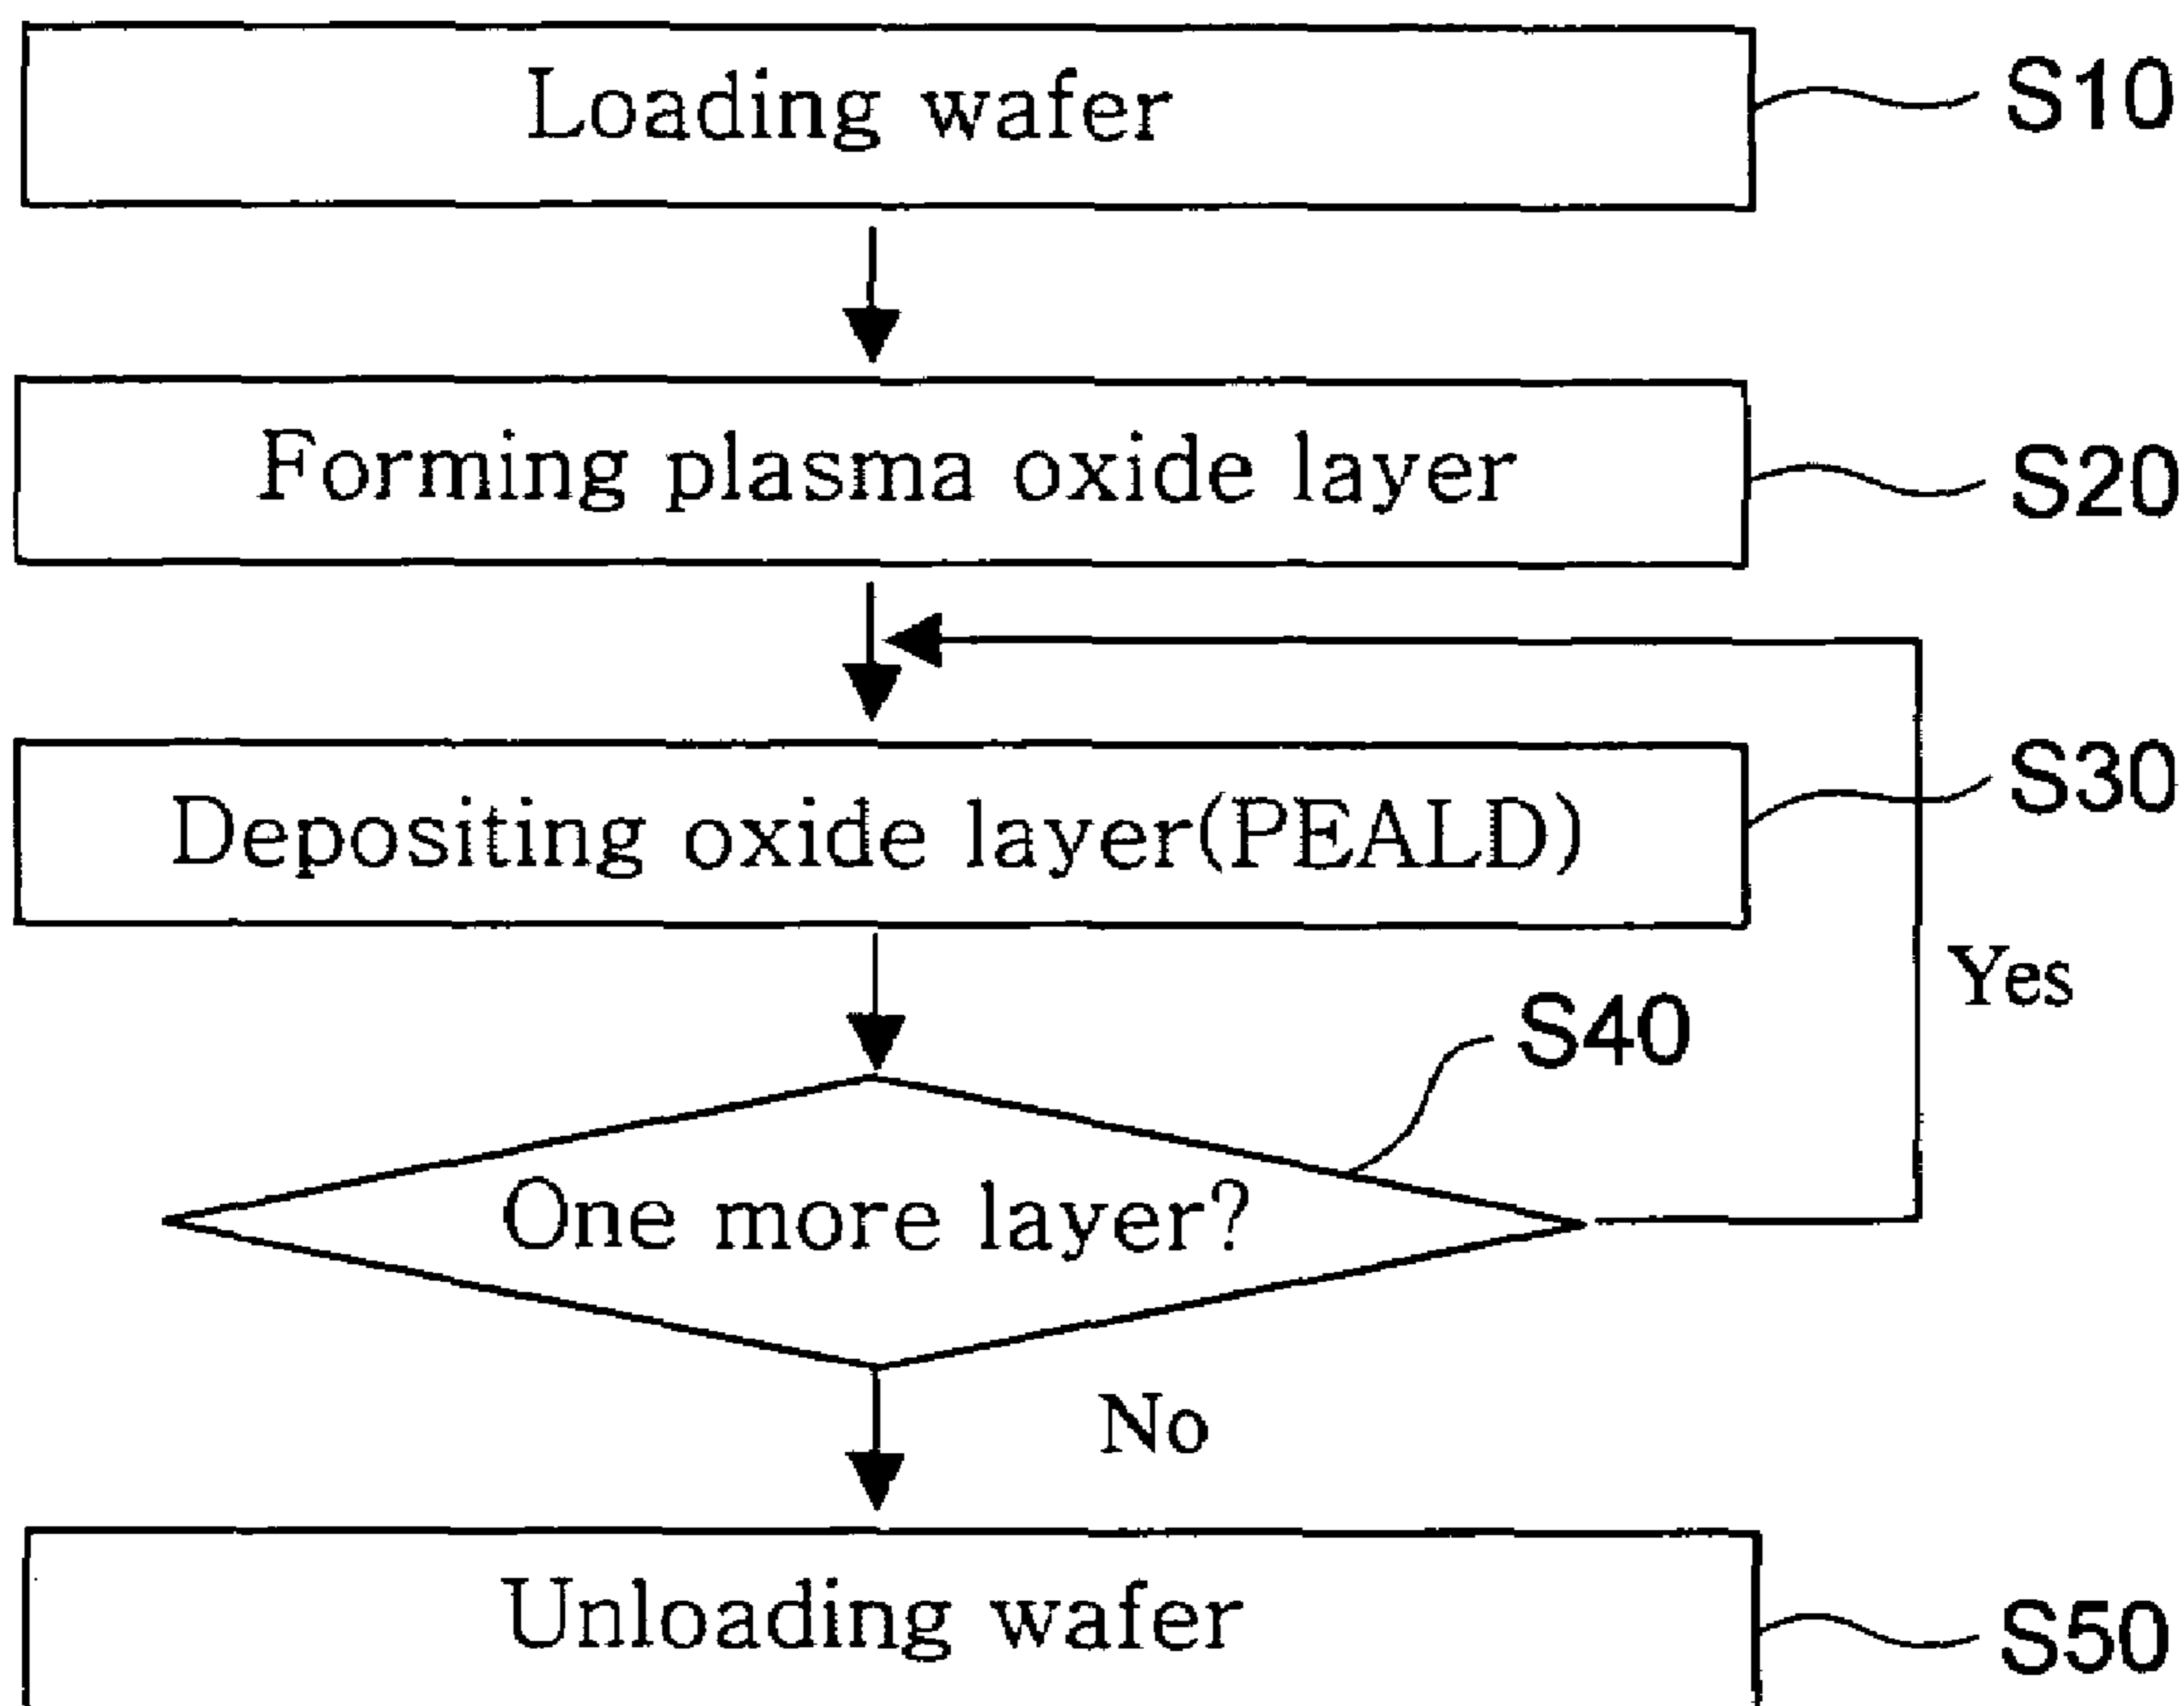 Loading wafer
S10
Forming plasma oxide layer
S20
Depositing oxide layer(PEALD)
S30
Yes
S40
One more layer?
No
Unloading wafer
S50